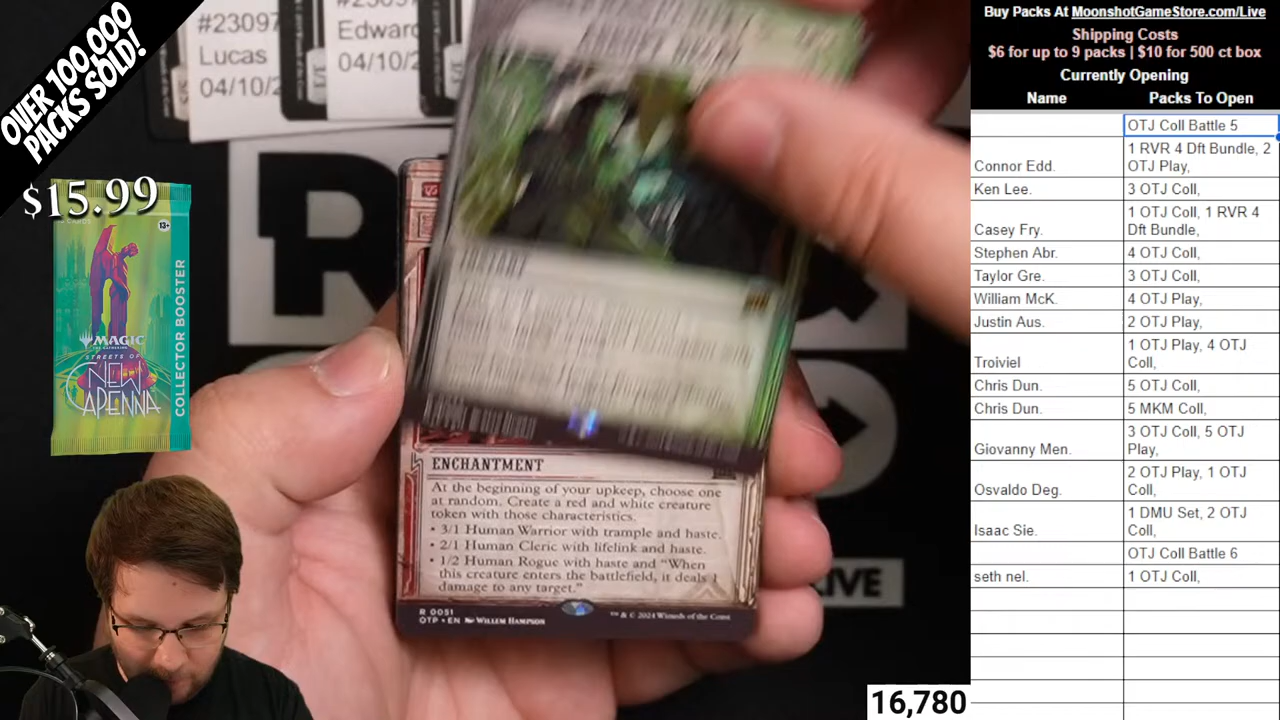 OVER 100,000
PACKS SOLD!
#23097
Lucas
04/10/2
Edward
04/10/2
$15.99
13+
MAGIC
STREETS OF
NEW
CAPENNA
COLLECTOR BOOSTER
ENCHANTMENT
At the beginning of your upkeep, choose one
at random. Create a red and white creature
token with those characteristics.
• 3/1 Human Warrior with trample and haste.
• 2/1 Human Cleric with lifelink and haste.
• 1/2 Human Rogue with haste and "When
this creature enters the battlefield, it deals 1
damage to any target."
R 0051
OTP • EN Willem Hampson
™ & © 2024 Wizards of the Coast
16,780
Buy Packs At MoonshotGameStore.com/Live
Shipping Costs
$6 for up to 9 packs | $10 for 500 ct box
Currently Opening
Name Packs To Open
OTJ Coll Battle 5
Connor Edd. 1 RVR 4 Dft Bundle, 2
OTJ Play,
Ken Lee. 3 OTJ Coll,
Casey Fry. 1 OTJ Coll, 1 RVR 4
Dft Bundle,
Stephen Abr. 4 OTJ Coll,
Taylor Gre. 3 OTJ Coll,
William McK. 4 OTJ Play,
Justin Aus. 2 OTJ Play,
Troiviel 1 OTJ Play, 4 OTJ
Coll,
Chris Dun. 5 OTJ Coll,
Chris Dun. 5 MKM Coll,
Giovanny Men. 3 OTJ Coll, 5 OTJ
Play,
Osvaldo Deg. 2 OTJ Play, 1 OTJ
Coll,
Isaac Sie. 1 DMU Set, 2 OTJ
Coll,
OTJ Coll Battle 6
seth nel. 1 OTJ Coll,